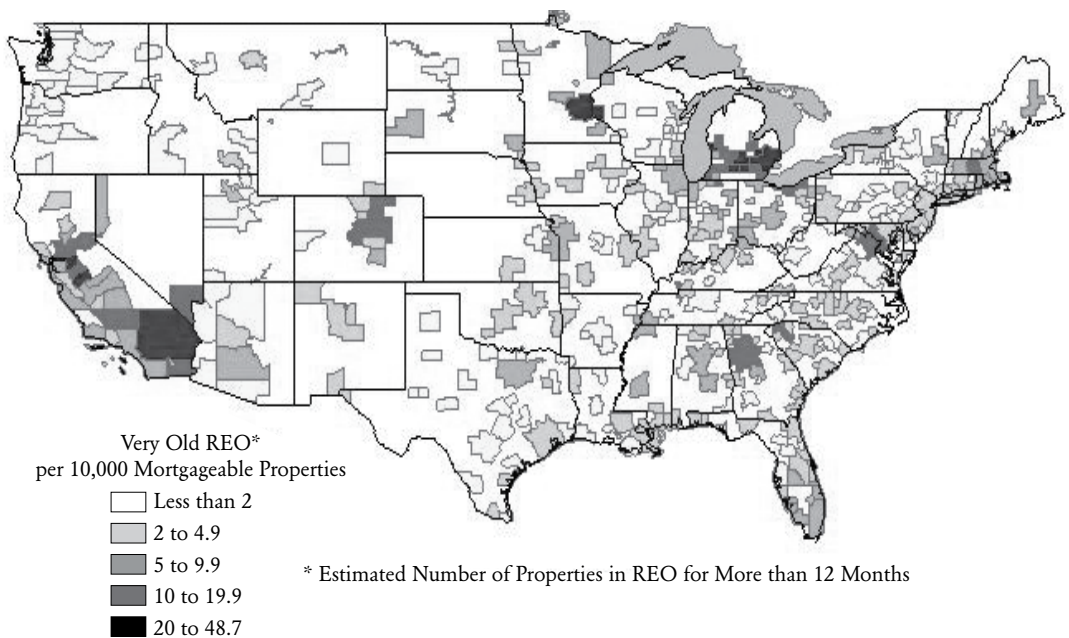 Very Old REO*
per 10,000 Mortgageable Properties
Less than 2
2 to 4.9
5 to 9.9
10 to 19.9
20 to 48.7
* Estimated Number of Properties in REO for More than 12 Months